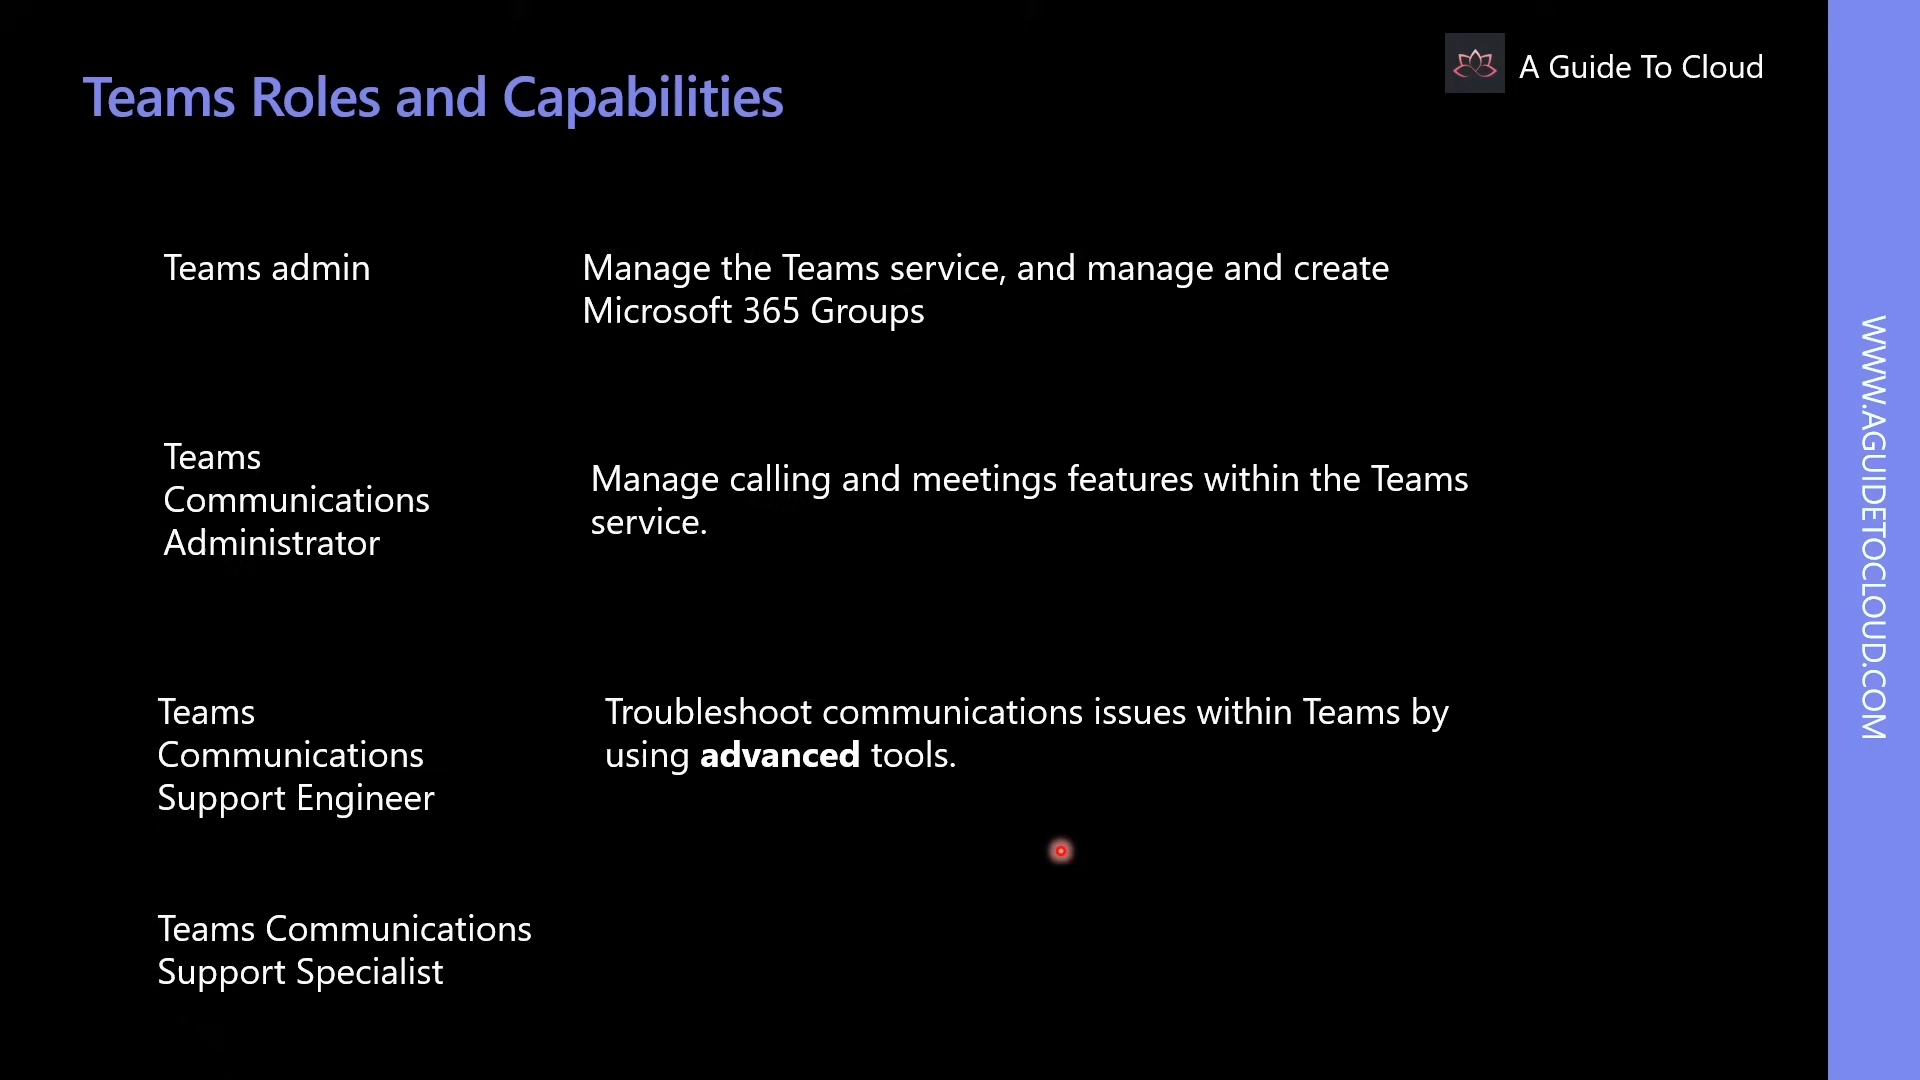 Teams Roles and Capabilities
A Guide To Cloud
Teams admin
Manage the Teams service, and manage and create
Microsoft 365 Groups
Teams
Communications
Administrator
Manage calling and meetings features within the Teams
service.
Teams
Communications
Support Engineer
Troubleshoot communications issues within Teams by
using advanced tools.
Teams Communications
Support Specialist
WWW.AGUIDETOCLOUD.COM